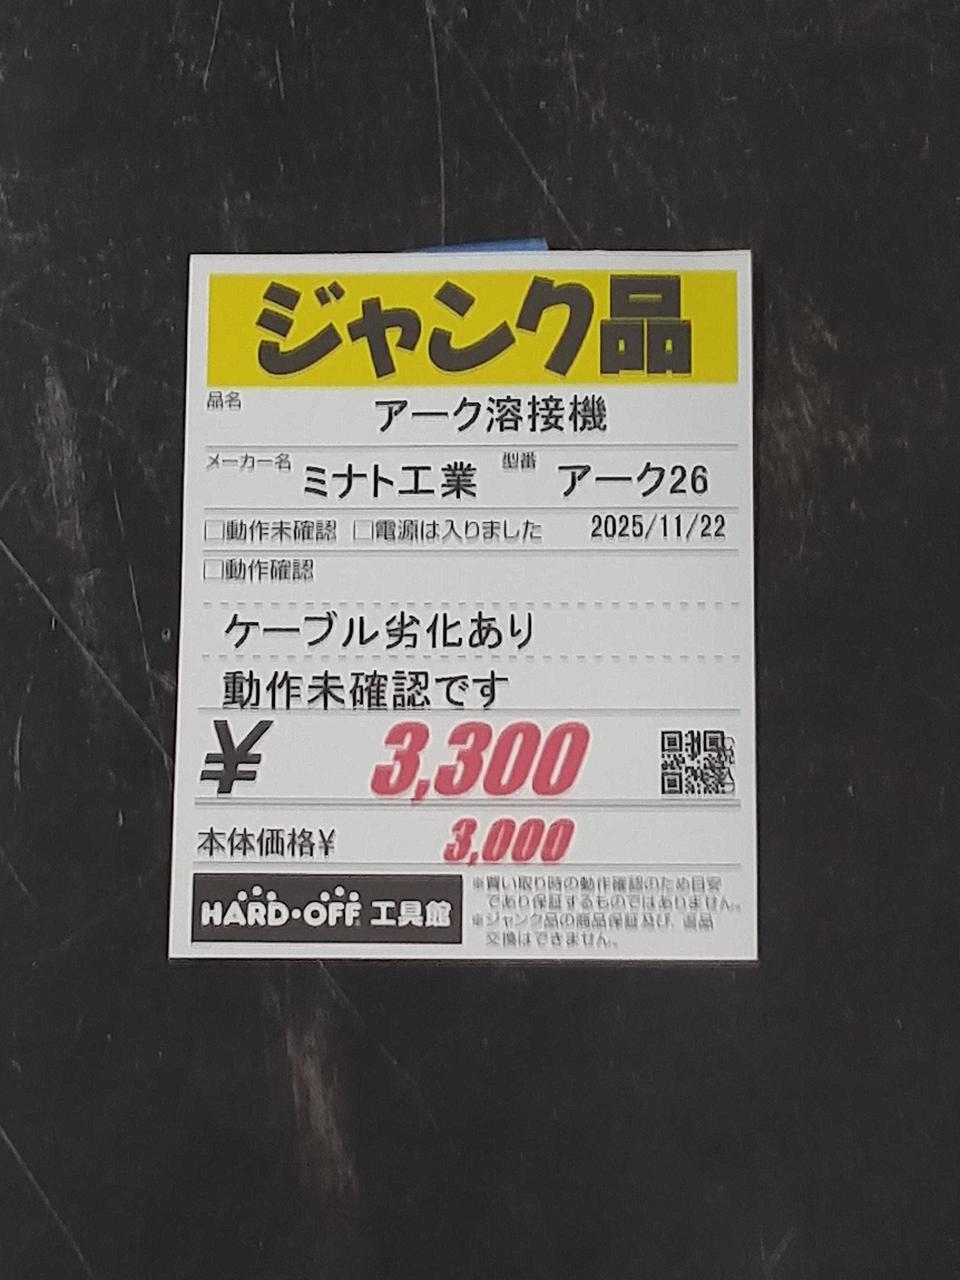 ジャンク品
品名 アーク溶接機
メーカー名 ミナト工業 型番 アーク26
□動作未確認 □電源は入りました 2025/11/22
□動作確認
ケーブル劣化あり
動作未確認です
¥ 3,300
本体価格¥ 3,000
HARD・OFF 工具館
※買い取り時の動作確認のため目安
であり保証するものではありません。
※ジャンク品の商品保証及び、返品
交換はできません。